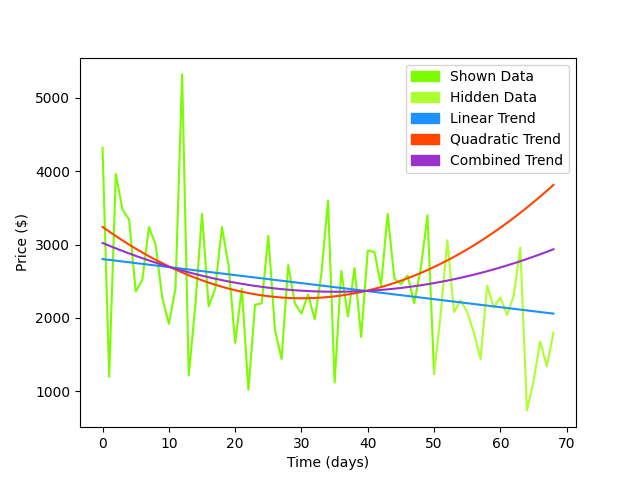 Shown Data
Hidden Data
Linear Trend
Quadratic Trend
Combined Trend
5000
4000
3000
2000
1000
Price ($)
0 10 20 30 40 50 60 70
Time (days)